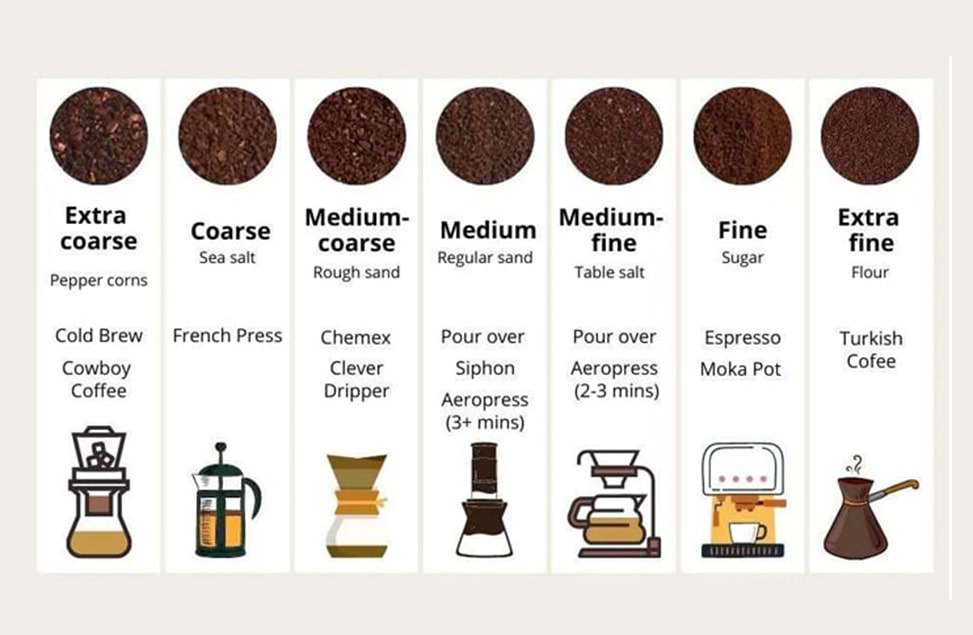 Extra
coarse
Pepper corns
Cold Brew
Cowboy
Coffee
Coarse
Sea salt
French Press
Medium-
coarse
Rough sand
Chemex
Clever
Dripper
Medium
Regular sand
Pour over
Siphon
Aeropress
(3+ mins)
Medium-
fine
Table salt
Pour over
Aeropress
(2-3 mins)
Fine
Sugar
Espresso
Moka Pot
Extra
fine
Flour
Turkish
Cofee